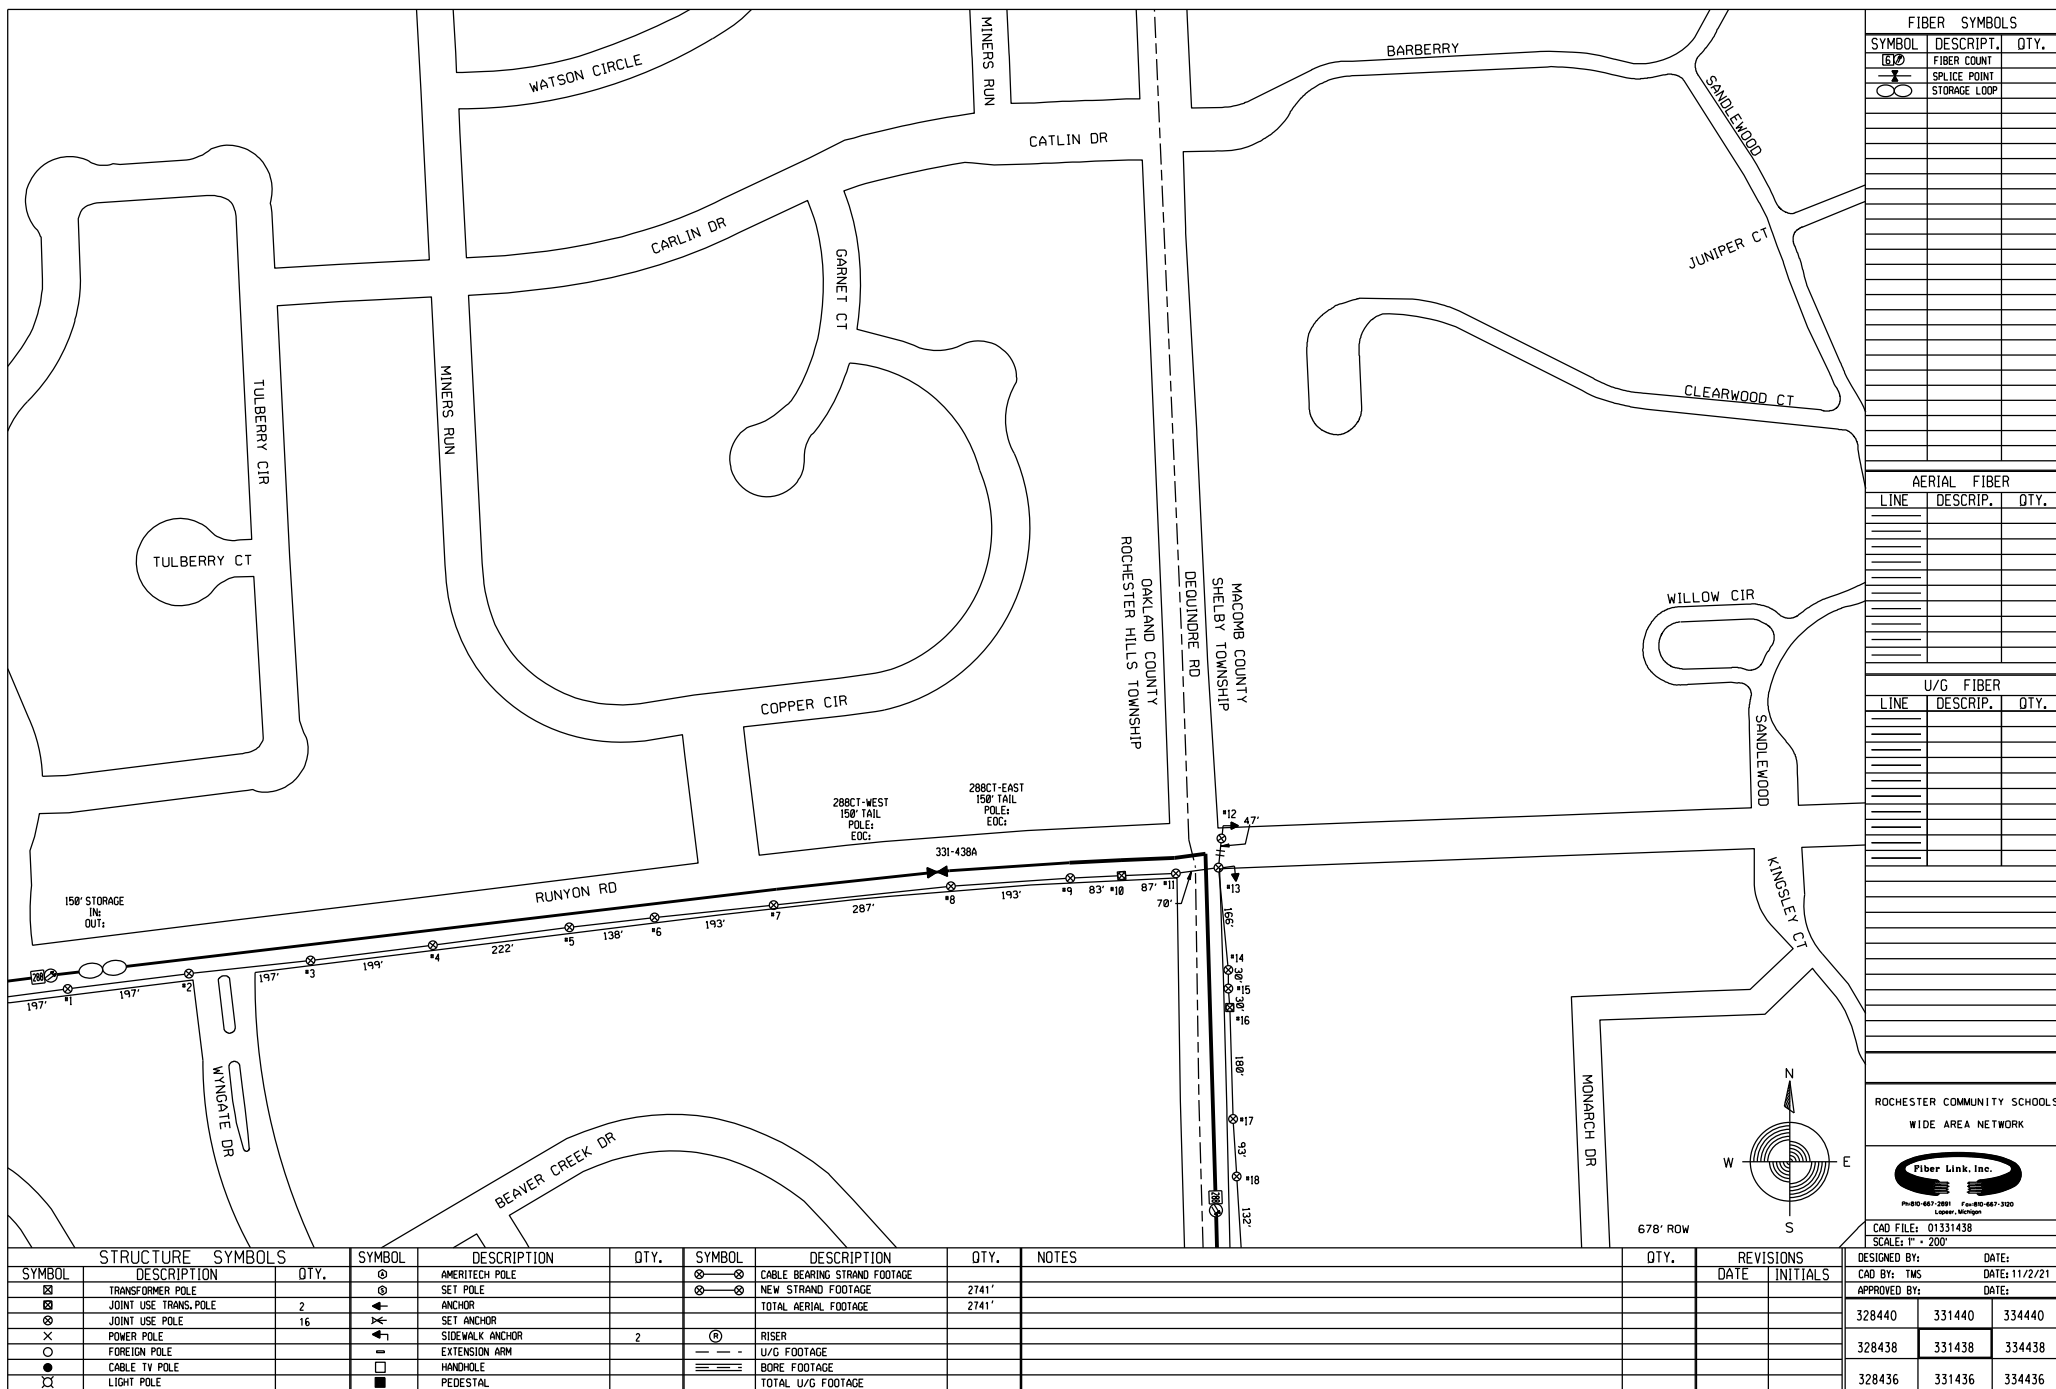 WATSON CIRCLE
MINERS RUN
BARBERRY
SANDLEWOOD
CATLIN DR
CARLIN DR
GARNET CT
JUNIPER CT
CLEARWOOD CT
TULBERRY CIR
MINERS RUN
TULBERRY CT
OAKLAND COUNTY
ROCHESTER HILLS TOWNSHIP
DEQUINDRE RD
MACOMB COUNTY
SHELBY TOWNSHIP
WILLOW CIR
SANDLEWOOD
COPPER CIR
288CT-WEST
150' TAIL
POLE:
EOC:
288CT-EAST
150' TAIL
POLE:
EOC:
331-438A
RUNYON RD
150' STORAGE
IN:
OUT:
288
197'
#1
197'
#2
197'
#3
199'
#4
222'
#5
138'
#6
193'
#7
287'
#8
193'
#9
83'
#10
87'
#11
70'
#12
47'
#13
166'
#14
30'
#15
30'
#16
180'
#17
93'
#18
132'
288
KINGSLEY CT
WYNGATE DR
BEAVER CREEK DR
MONARCH DR
N
W
E
S
678' ROW
FIBER SYMBOLS
SYMBOL DESCRIPT. QTY.
FIBER COUNT
SPLICE POINT
STORAGE LOOP
AERIAL FIBER
LINE DESCRIP. QTY.
U/G FIBER
LINE DESCRIP. QTY.
ROCHESTER COMMUNITY SCHOOLS
WIDE AREA NETWORK
Fiber Link, Inc.
Ph:810-667-2691 Fax:810-667-3120
Lapeer, Michigan
CAD FILE: 01331438
SCALE: 1" = 200'
STRUCTURE SYMBOLS
SYMBOL DESCRIPTION QTY.
TRANSFORMER POLE
JOINT USE TRANS. POLE 2
JOINT USE POLE 16
POWER POLE
FOREIGN POLE
CABLE TV POLE
LIGHT POLE
SYMBOL DESCRIPTION QTY.
AMERITECH POLE
SET POLE
ANCHOR
SET ANCHOR
SIDEWALK ANCHOR 2
EXTENSION ARM
HANDHOLE
PEDESTAL
SYMBOL DESCRIPTION QTY.
CABLE BEARING STRAND FOOTAGE
NEW STRAND FOOTAGE 2741'
TOTAL AERIAL FOOTAGE 2741'
R RISER
U/G FOOTAGE
BORE FOOTAGE
TOTAL U/G FOOTAGE
NOTES QTY.
REVISIONS
DATE INITIALS
DESIGNED BY: DATE:
CAD BY: TMS DATE: 11/2/21
APPROVED BY: DATE:
328440 331440 334440
328438 331438 334438
328436 331436 334436